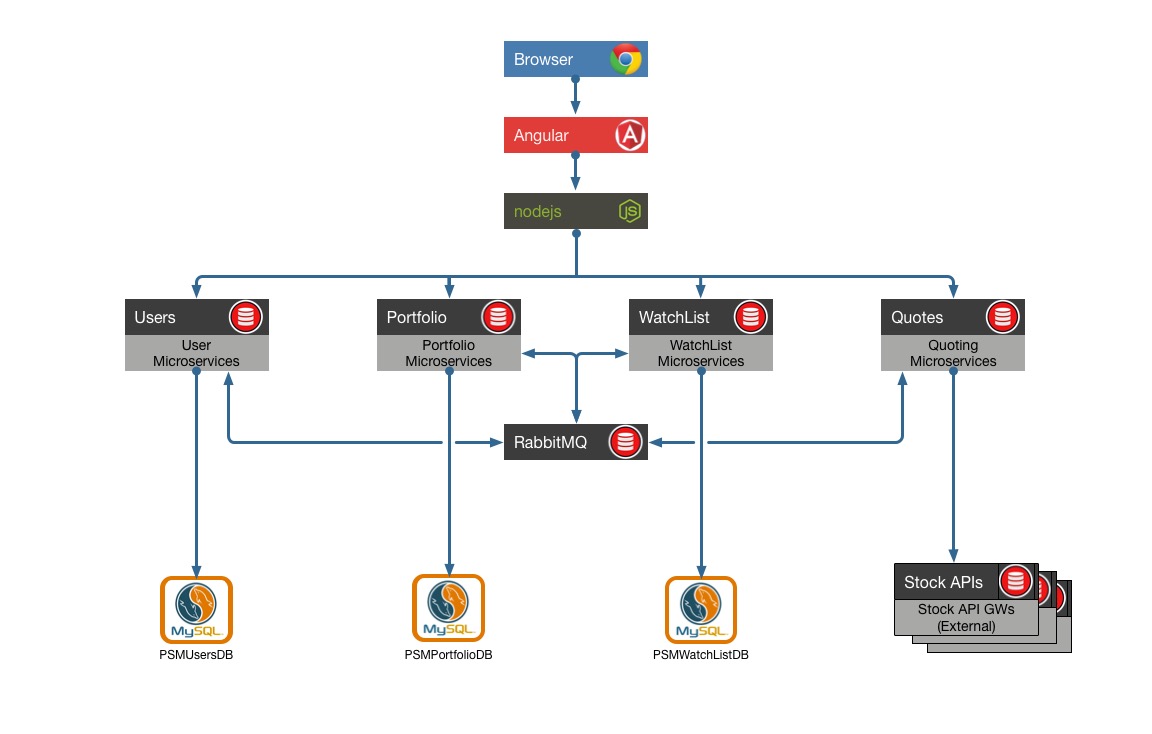 Browser
Angular
nodejs
JS
Users
Portfolio
WatchList
Quotes
User
Microservices
Portfolio
Microservices
WatchList
Microservices
Quoting
Microservices
RabbitMQ
Stock APIs
Stock API GWs
(External)
MySQL
MySQL
MySQL
PSMUsersDB
PSMPortfolioDB
PSMWatchListDB